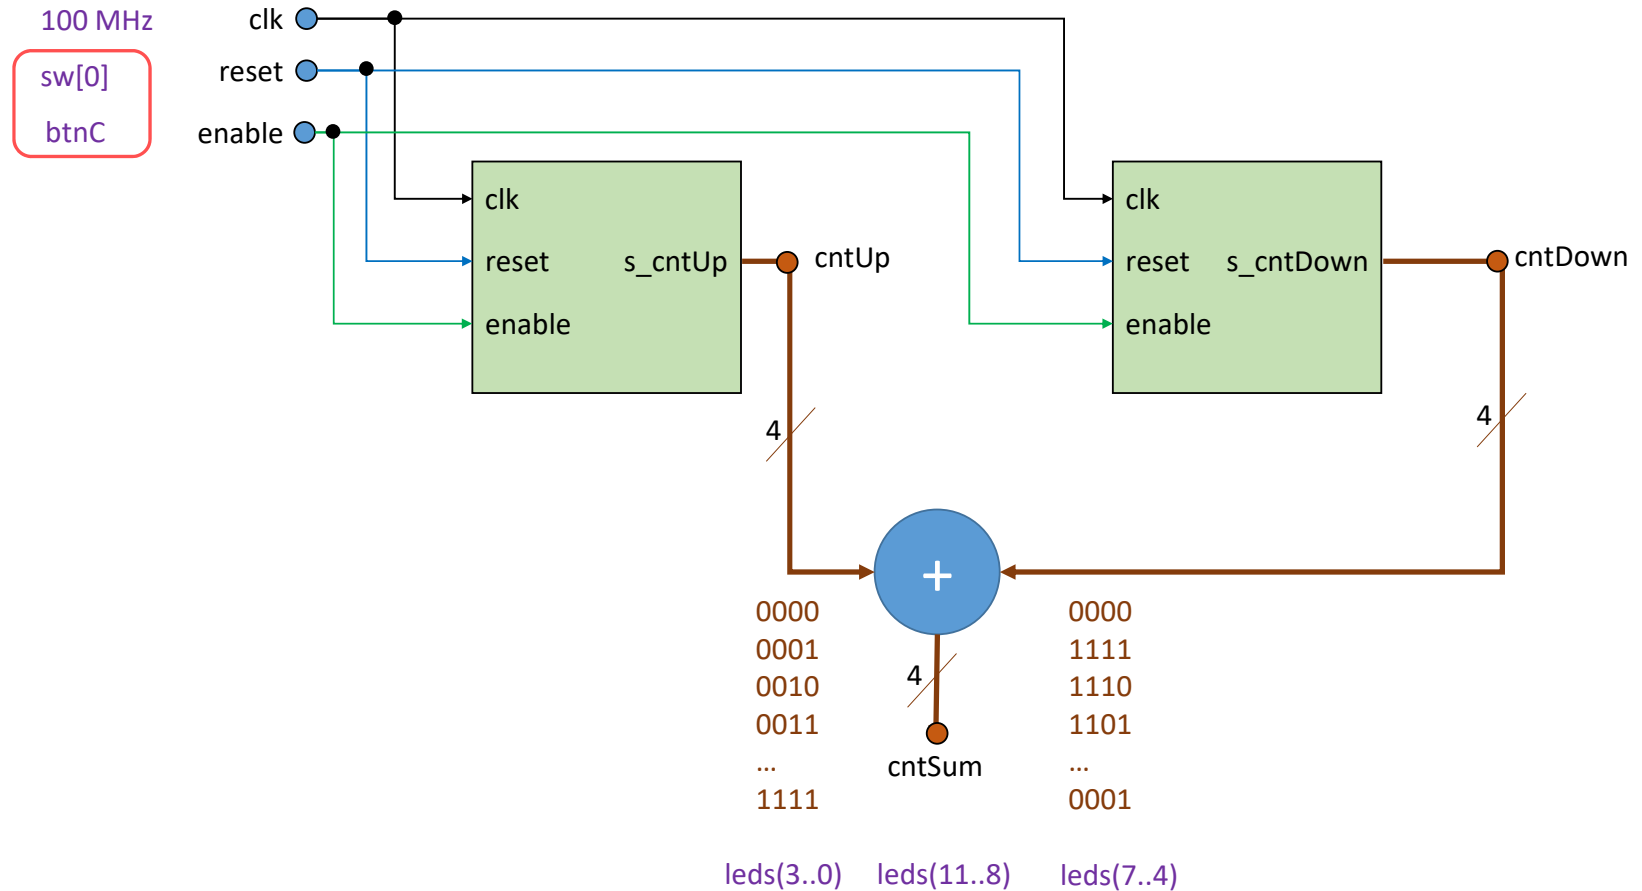 100 MHz
clk
sw[0]
reset
btnC
enable
clk
reset
s_cntUp
enable
cntUp
clk
reset
s_cntDown
enable
cntDown
4
4
+
0000
0001
0010
0011
...
1111
4
cntSum
0000
1111
1110
1101
...
0001
leds(3..0)
leds(11..8)
leds(7..4)